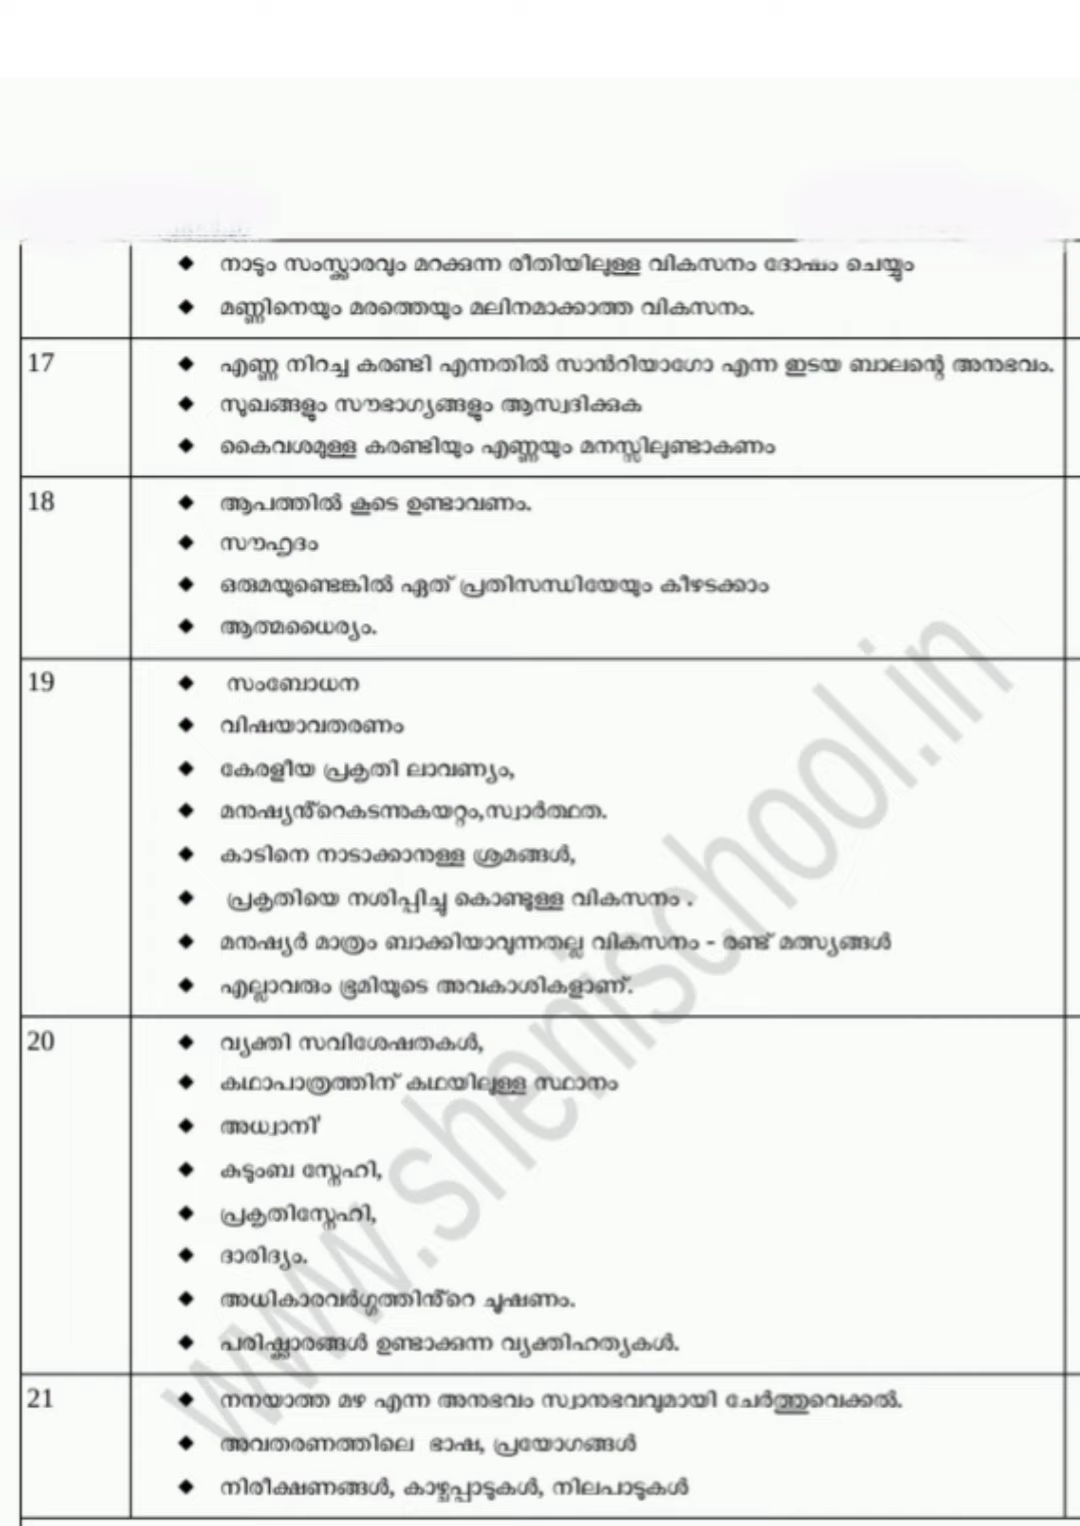 ◆ നാടും സംസ്ക്കാരവും മറക്കുന്ന രീതിയിലുള്ള വികസനം ദോഷം ചെയ്യും
◆ മണ്ണിനെയും മരത്തെയും മലിനമാക്കാത്ത വികസനം.
17 ◆ എണ്ണ നിറച്ച കരണ്ടി എന്നതിൽ സാൻറിയാഗോ എന്ന ഇടയ ബാലന്റെ അനുഭവം.
◆ സുഖങ്ങളും സൗഭാഗ്യങ്ങളും ആസ്വദിക്കുക
◆ കൈവശമുള്ള കരണ്ടിയും എണ്ണയും മനസ്സിലുണ്ടാകണം
18 ◆ ആപത്തിൽ കൂടെ ഉണ്ടാവണം.
◆ സൗഹൃദം
◆ ഒരുമയുണ്ടെങ്കിൽ ഏത് പ്രതിസന്ധിയേയും കീഴടക്കാം
◆ ആത്മധൈര്യം.
19 ◆ സംബോധന
◆ വിഷയാവതരണം
◆ കേരളീയ പ്രകൃതി ലാവണ്യം,
◆ മനുഷ്യൻ്റെകടന്നുകയറ്റം,സ്വാർത്ഥത.
◆ കാടിനെ നാടാക്കാനുള്ള ശ്രമങ്ങൾ,
◆ പ്രകൃതിയെ നശിപ്പിച്ചു കൊണ്ടുള്ള വികസനം .
◆ മനുഷ്യർ മാത്രം ബാക്കിയാവുന്നതല്ല വികസനം - രണ്ട് മത്സ്യങ്ങൾ
◆ എല്ലാവരും ഭൂമിയുടെ അവകാശികളാണ്.
20 ◆ വ്യക്തി സവിശേഷതകൾ,
◆ കഥാപാത്രത്തിന് കഥയിലുള്ള സ്ഥാനം
◆ അധ്വാനി'
◆ കുടുംബ സ്നേഹി,
◆ പ്രകൃതിസ്നേഹി,
◆ ദാരിദ്യം.
◆ അധികാരവർഗ്ഗത്തിൻ്റെ ചൂഷണം.
◆ പരിഷ്ക്കാരങ്ങൾ ഉണ്ടാക്കുന്ന വ്യക്തിഹത്യകൾ.
21 ◆ നനയാത്ത മഴ എന്ന അനുഭവം സ്വാനുഭവവുമായി ചേർത്തുവെക്കൽ.
◆ അവതരണത്തിലെ ഭാഷ, പ്രയോഗങ്ങൾ
◆ നിരീക്ഷണങ്ങൾ, കാഴ്ചപ്പാടുകൾ, നിലപാടുകൾ
www.shenischool.in